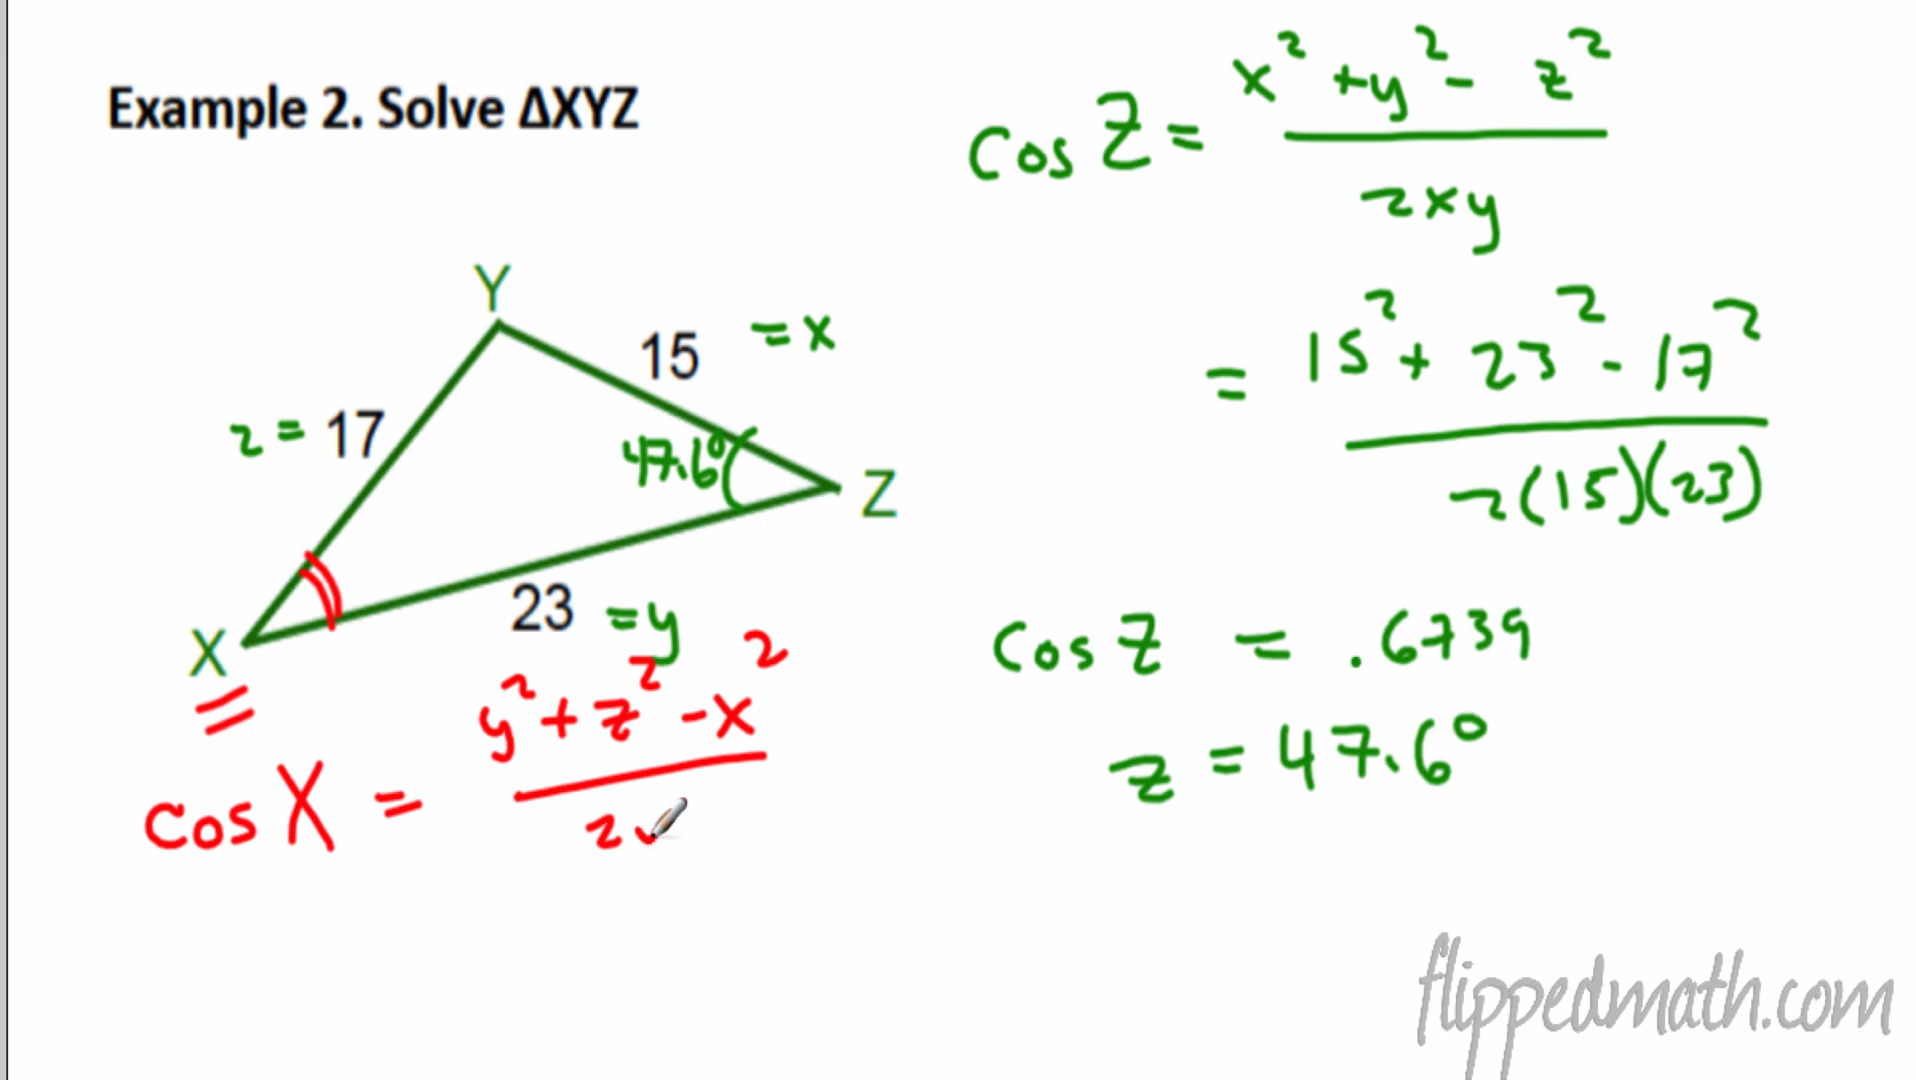 Example 2. Solve ΔXYZ
cos Z = x² + y² - z²
2xy
= 15² + 23² - 17²
2(15)(23)
cos Z = .6739
z = 47.6°
Y
15 = x
z = 17
47.6°
Z
23 = y
X
cos X = y² + z² - x²
2
flippedmath.com